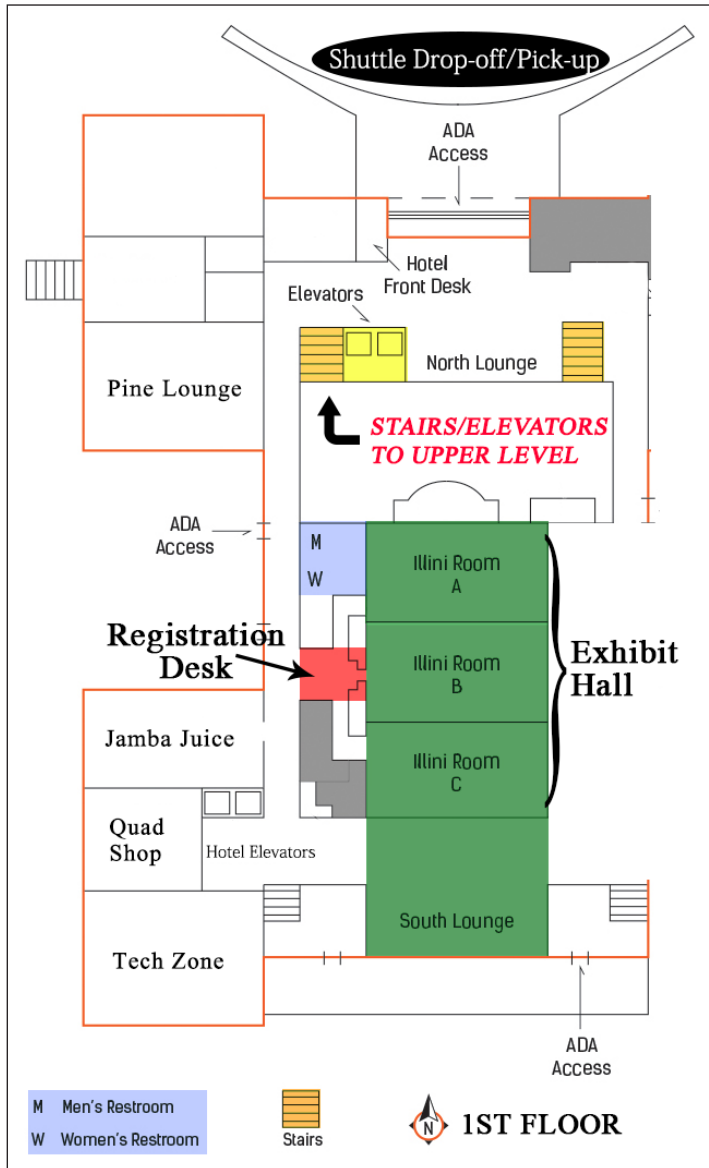 Shuttle Drop-off/Pick-up
ADA
Access
Hotel
Front Desk
Elevators
North Lounge
Pine Lounge
STAIRS/ELEVATORS
TO UPPER LEVEL
ADA
Access
M
W
Illini Room
A
Registration
Desk
Illini Room
B
Exhibit
Hall
Jamba Juice
Illini Room
C
Quad
Shop
Hotel Elevators
South Lounge
Tech Zone
ADA
Access
M Men's Restroom
W Women's Restroom
Stairs
N
1ST FLOOR